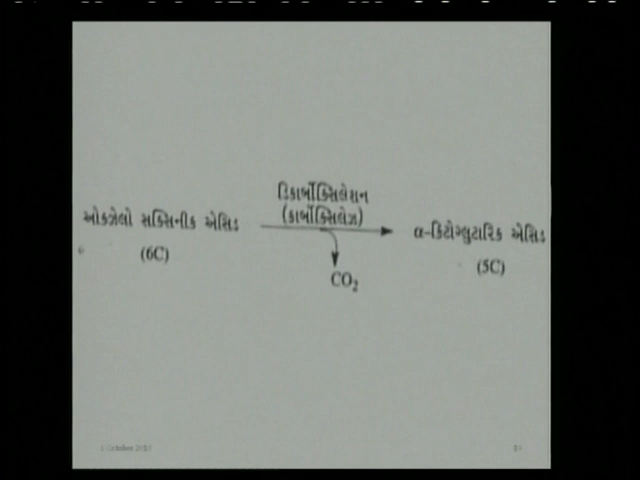 ડિકાર્બોક્સિલેશન
(કાર્બોક્સિલેઝ)
ઓક્ઝેલો સક્સિનીક એસિડ
α-કિટોગ્લુટારિક એસિડ
(6C)
(5C)
CO₂